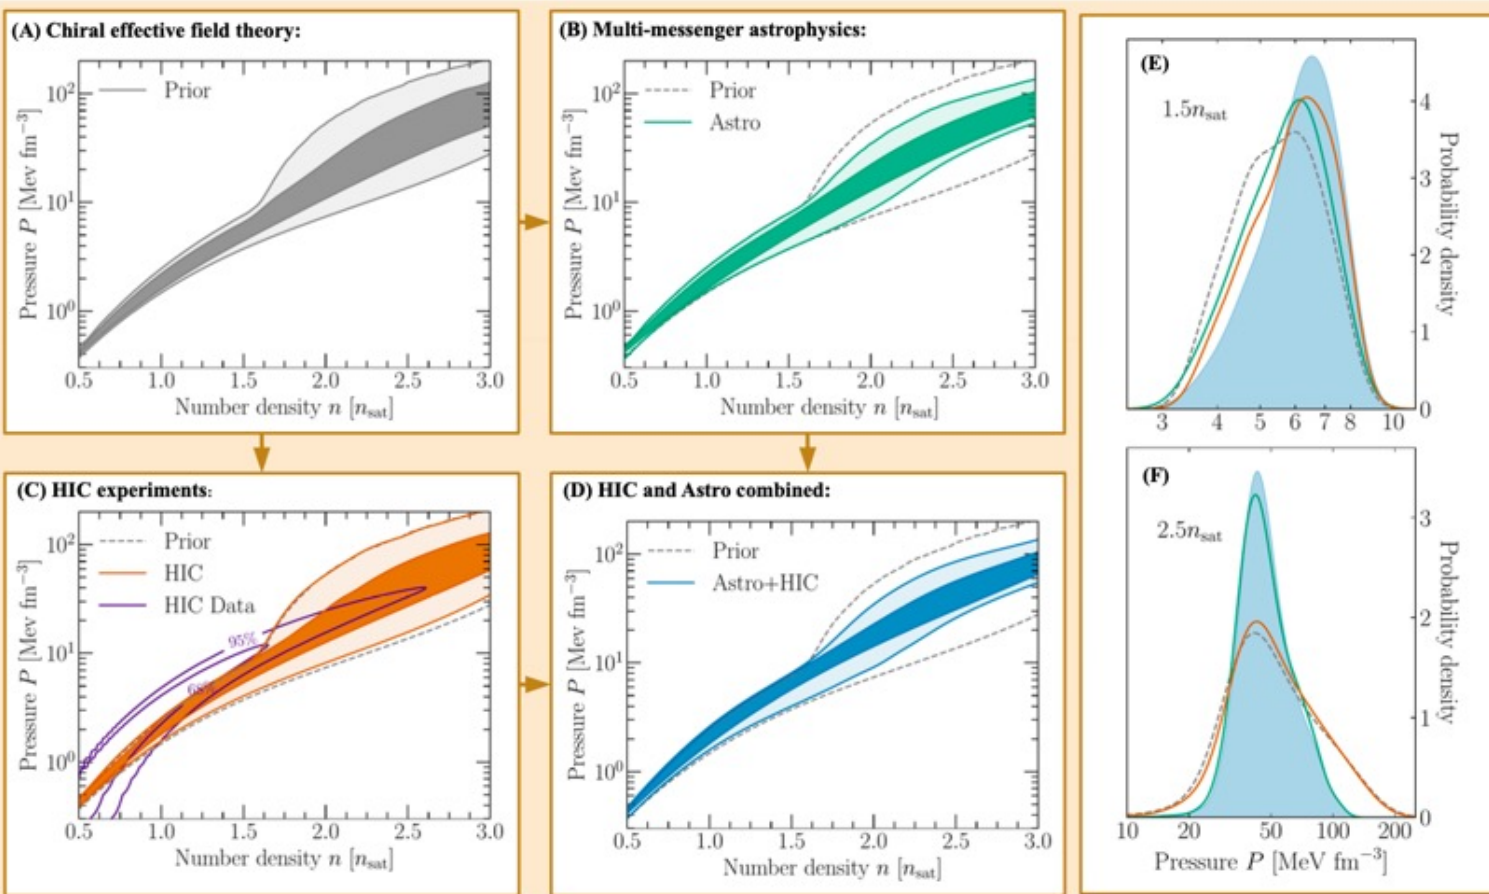 (A) Chiral effective field theory:
Prior
10²
10¹
10⁰
Pressure P [Mev fm⁻³]
0.5 1.0 1.5 2.0 2.5 3.0
Number density n [n_sat]
(B) Multi-messenger astrophysics:
Prior
Astro
10²
10¹
10⁰
Pressure P [Mev fm⁻³]
0.5 1.0 1.5 2.0 2.5 3.0
Number density n [n_sat]
(C) HIC experiments:
Prior
HIC
HIC Data
95%
68%
10²
10¹
10⁰
Pressure P [Mev fm⁻³]
0.5 1.0 1.5 2.0 2.5 3.0
Number density n [n_sat]
(D) HIC and Astro combined:
Prior
Astro+HIC
10²
10¹
10⁰
Pressure P [Mev fm⁻³]
0.5 1.0 1.5 2.0 2.5 3.0
Number density n [n_sat]
(E)
1.5n_sat
4
3
2
1
0
Probability density
3 4 5 6 7 8 10
(F)
2.5n_sat
3
2
1
0
Probability density
10 20 50 100 200
Pressure P [MeV fm⁻³]